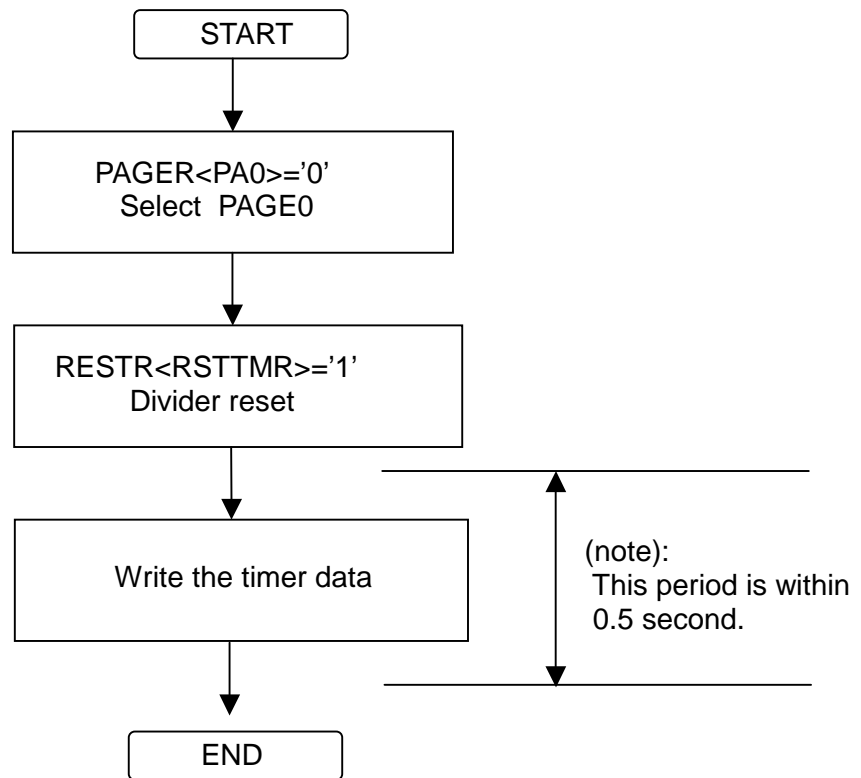 START
PAGER<PA0>='0'
Select PAGE0
RESTR<RSTTMR>='1'
Divider reset
Write the timer data
(note):
This period is within
0.5 second.
END